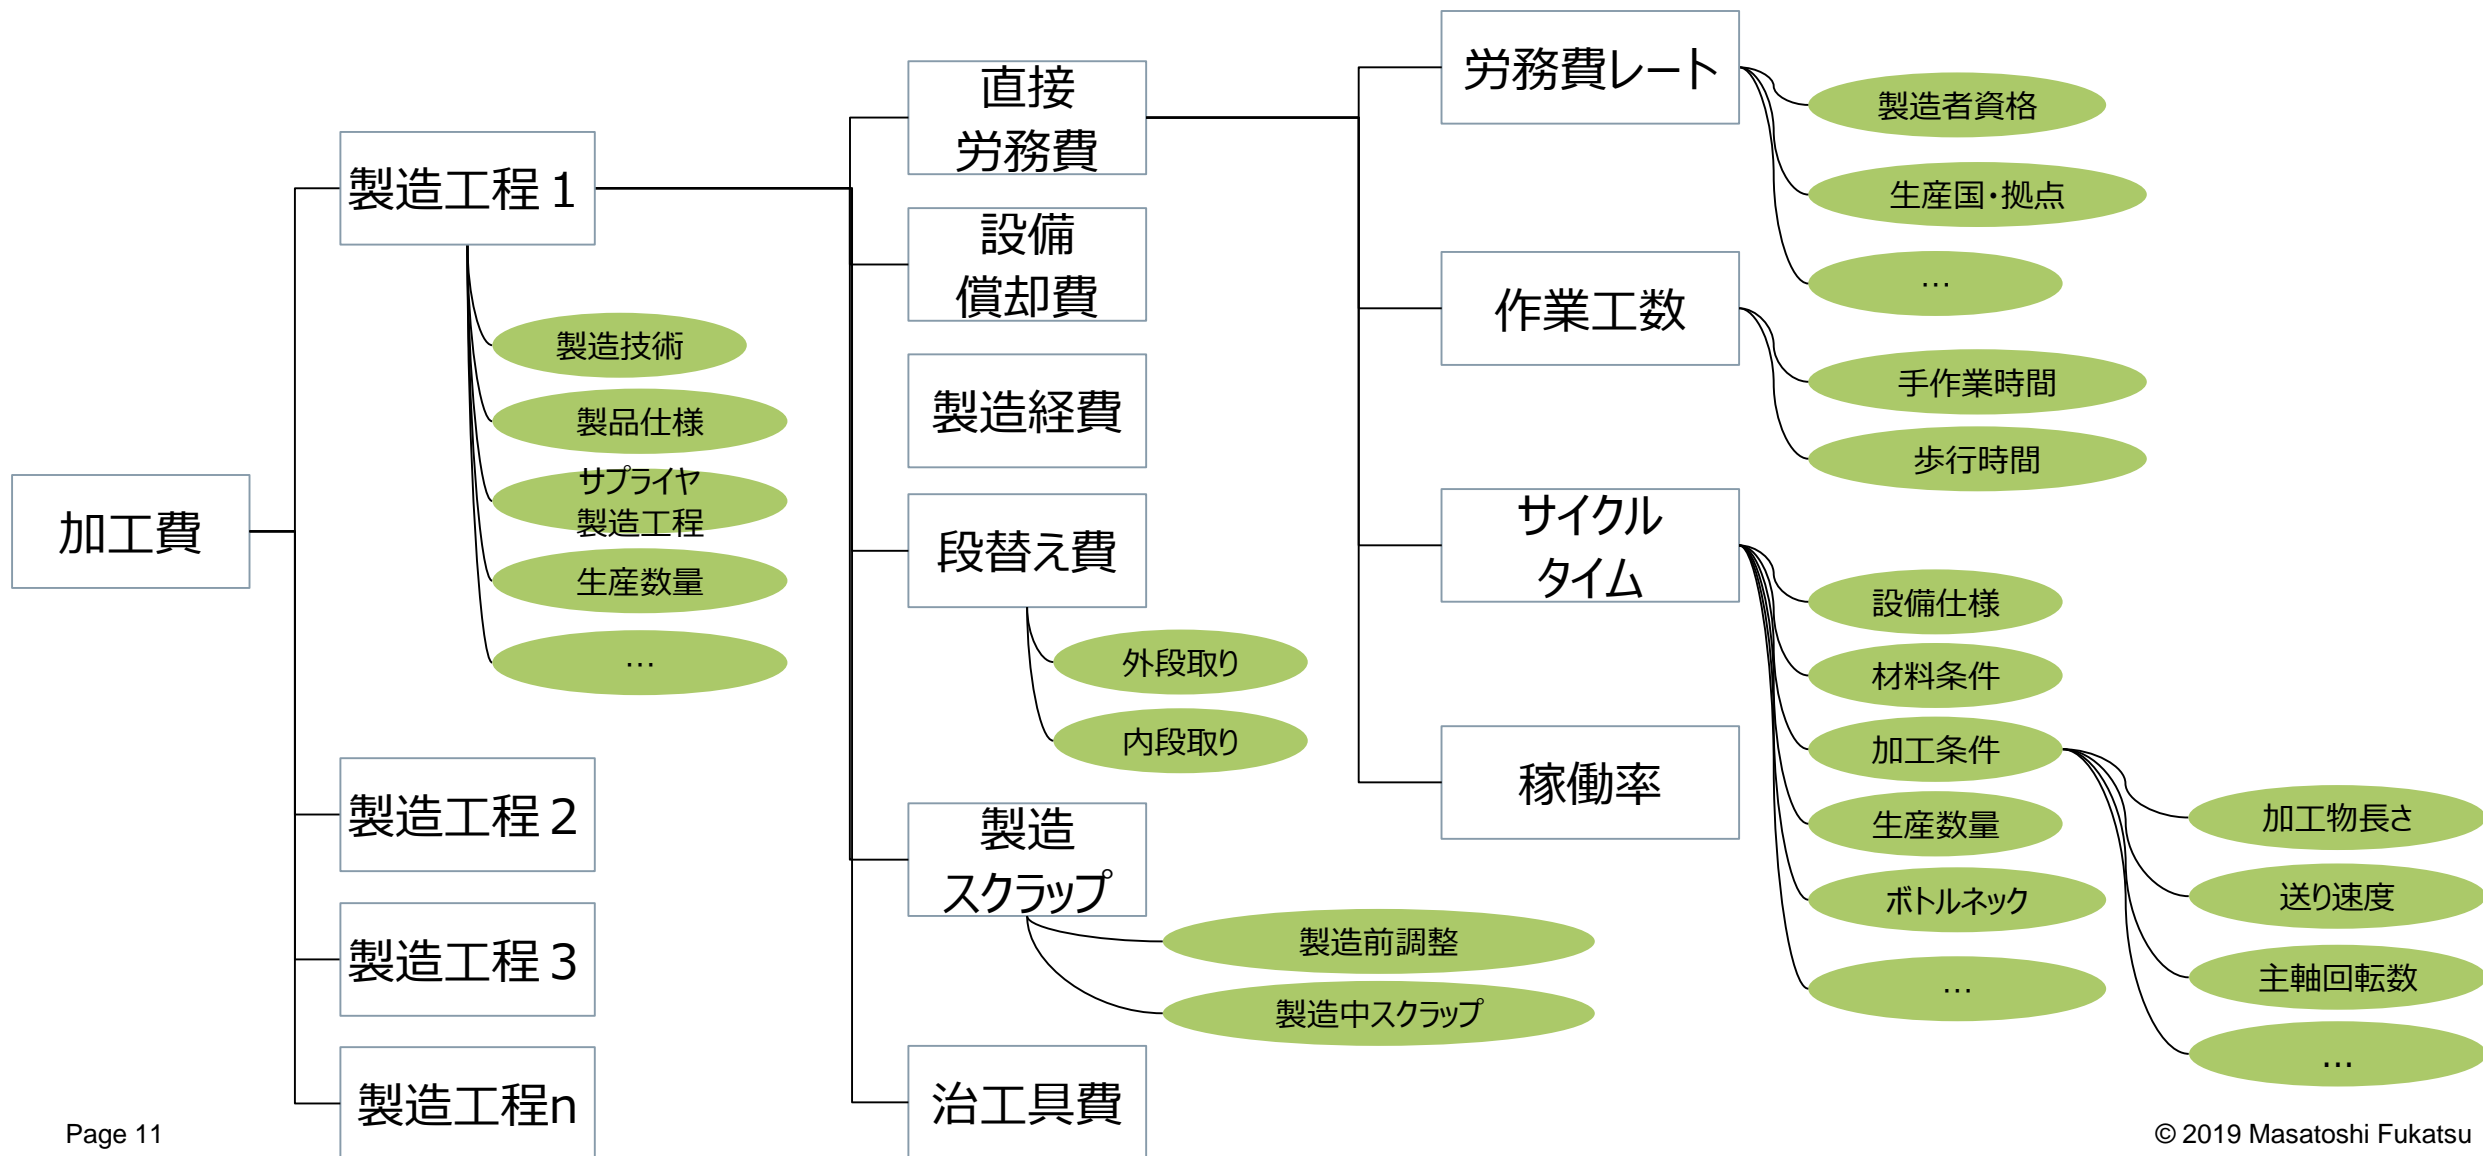 加工費
製造工程１
製造技術
製品仕様
サプライヤ
製造工程
生産数量
…
製造工程２
製造工程３
製造工程n
直接
労務費
設備
償却費
製造経費
段替え費
外段取り
内段取り
製造
スクラップ
製造前調整
製造中スクラップ
治工具費
労務費レート
製造者資格
生産国・拠点
…
作業工数
手作業時間
歩行時間
サイクル
タイム
設備仕様
材料条件
加工条件
生産数量
ボトルネック
…
加工物長さ
送り速度
主軸回転数
…
稼働率
Page 11
© 2019 Masatoshi Fukatsu